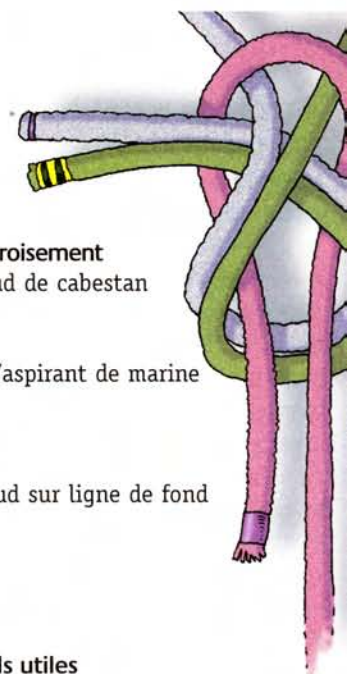 roisement
ud de cabestan
'aspirant de marine
ud sur ligne de fond
ls utiles